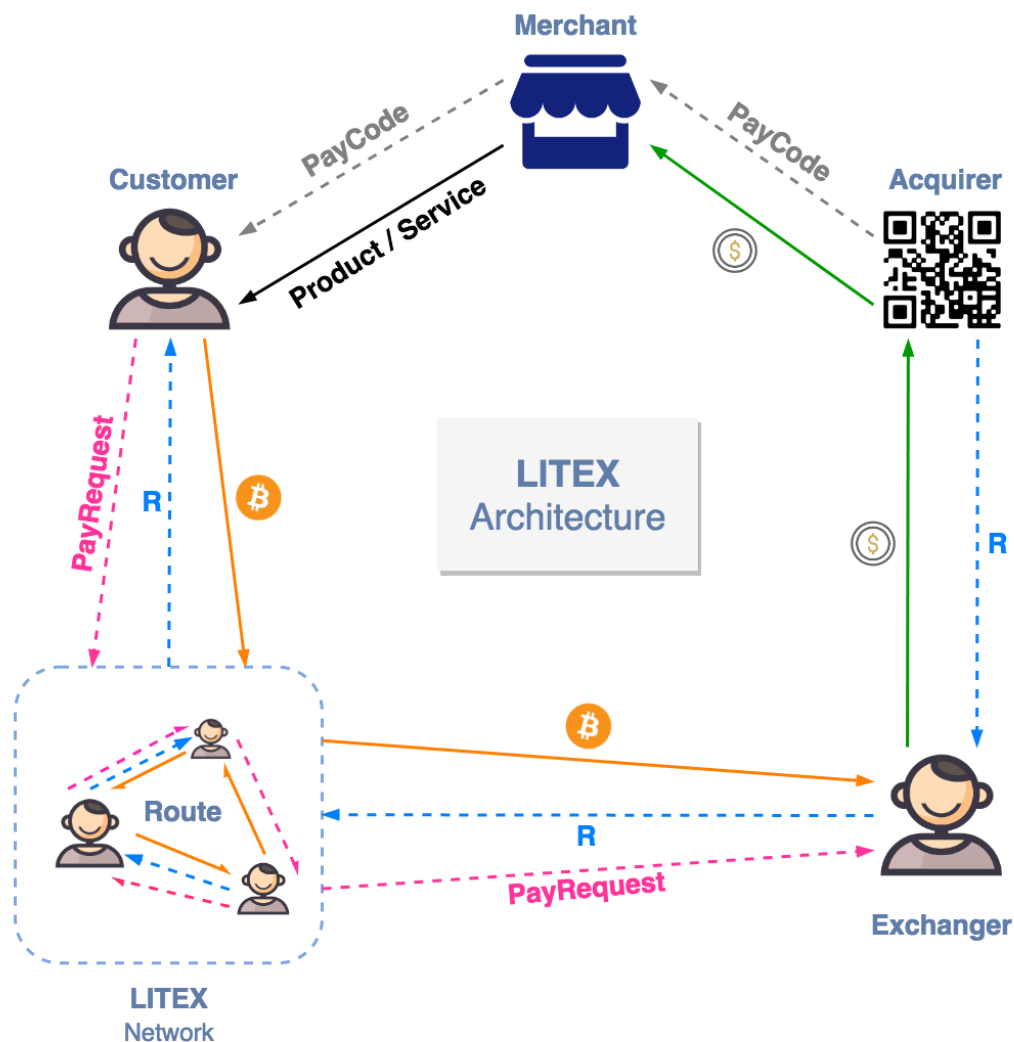 Merchant
PayCode
PayCode
Customer
Acquirer
Product / Service
$
PayRequest
R
₿
LITEX
Architecture
$
R
₿
Route
R
PayRequest
Exchanger
LITEX
Network